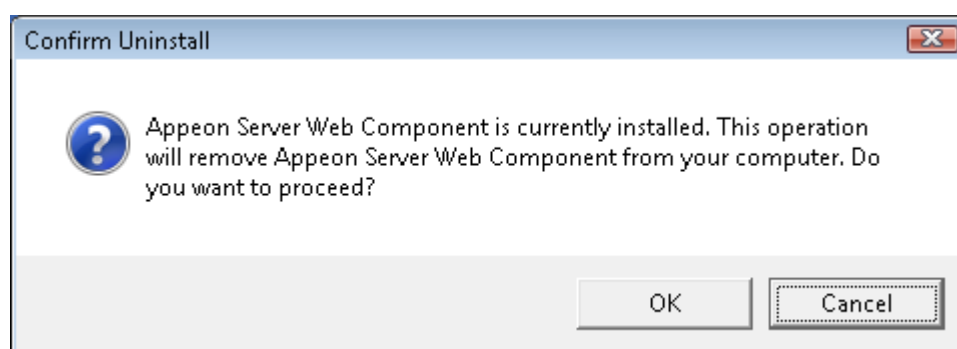 Confirm Uninstall
Appeon Server Web Component is currently installed. This operation
will remove Appeon Server Web Component from your computer. Do
you want to proceed?
OK
Cancel